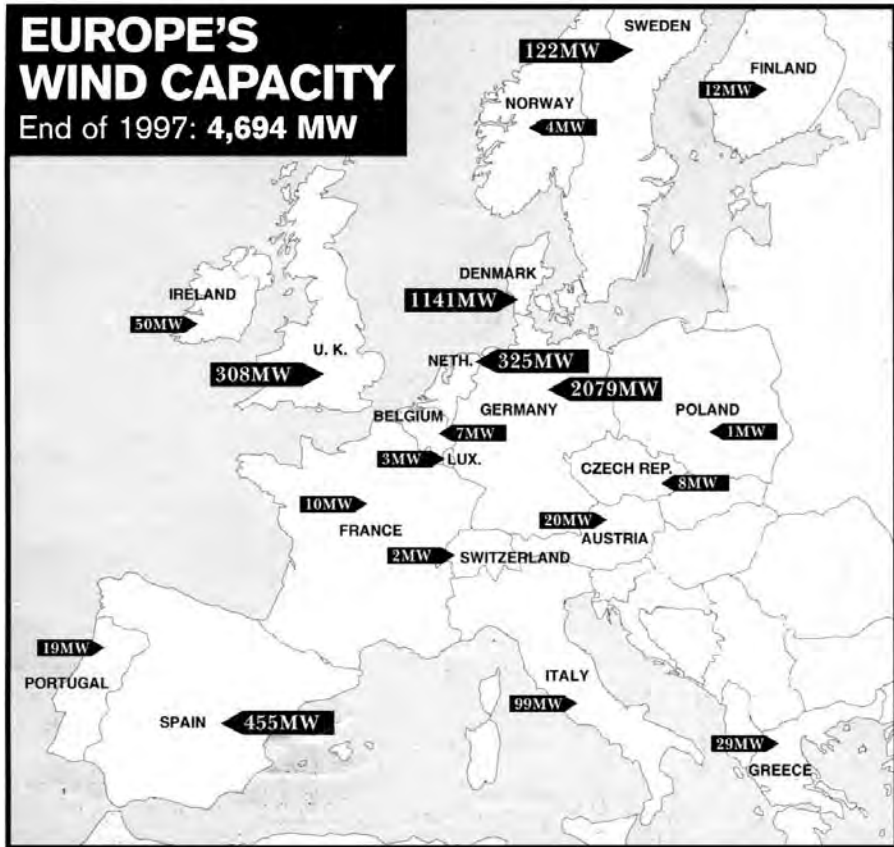 EUROPE'S
WIND CAPACITY
End of 1997: 4,694 MW
SWEDEN
122MW
FINLAND
12MW
NORWAY
4MW
DENMARK
1141MW
IRELAND
50MW
U. K.
308MW
NETH.
325MW
2079MW
GERMANY
BELGIUM
7MW
POLAND
1MW
3MW
LUX.
CZECH REP.
8MW
10MW
FRANCE
20MW
AUSTRIA
2MW
SWITZERLAND
19MW
PORTUGAL
SPAIN
455MW
ITALY
99MW
29MW
GREECE